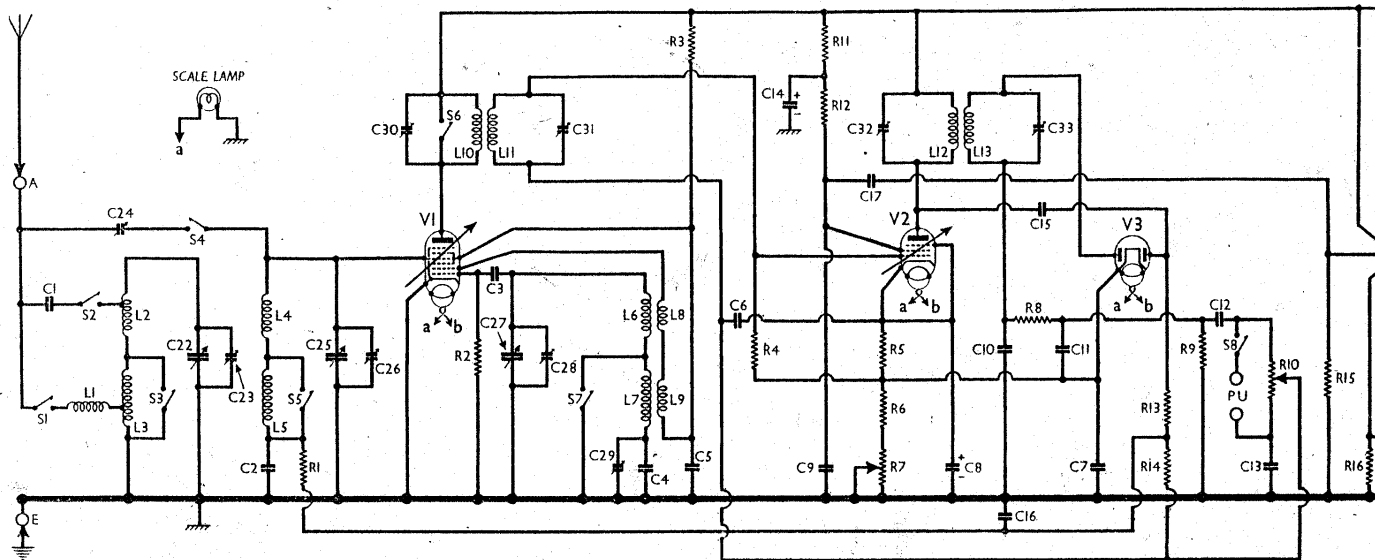 R3
R11
SCALE LAMP
a
C14
+
-
R12
C30
S6
L10
L11
C31
C32
L12
L13
C33
A
C17
C24
S4
V1
V2
C15
V3
C1
S2
L2
L4
C3
L6
L8
a b
a b
a b
C6
R8
C12
C22
C25
R2
C27
R4
R5
C10
C11
R9
S8
C23
C26
C28
R10
S3
S5
S7
L7
L9
R6
PU
R15
S1
L1
L3
L5
R13
C2
R1
C29
C4
C5
C9
R7
+
-
C8
C7
R14
C13
R16
E
C16